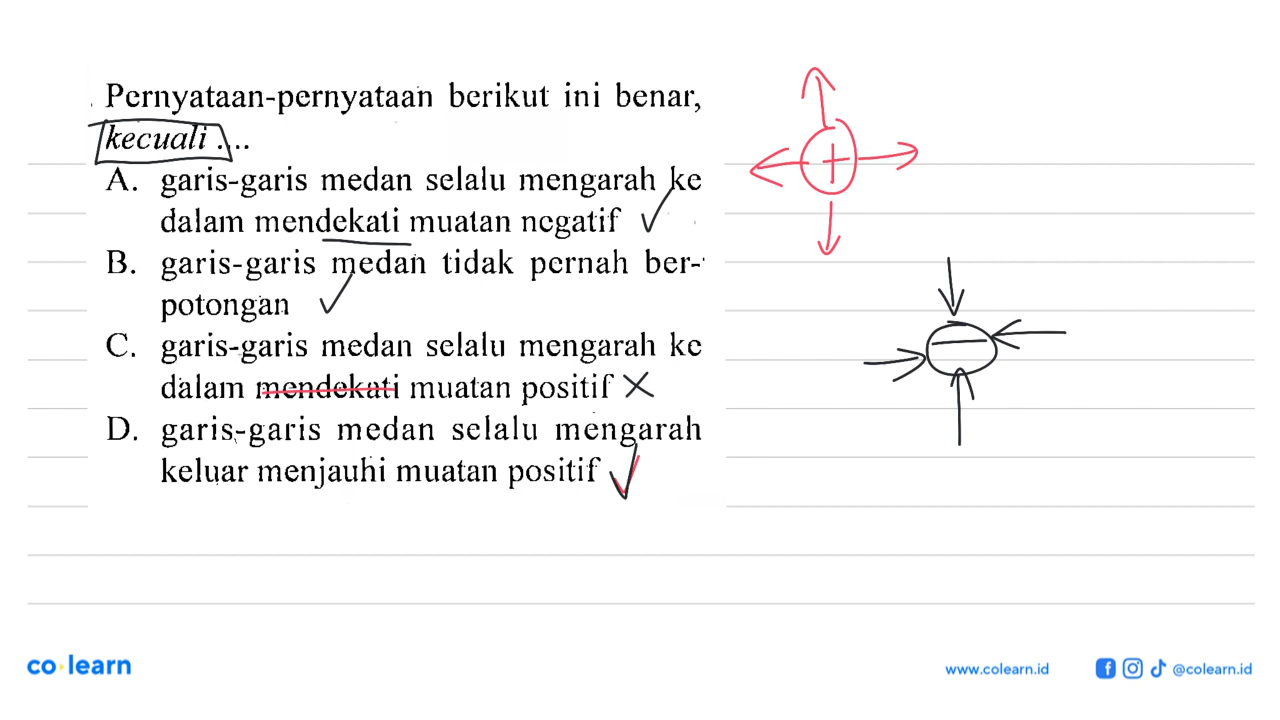 Pernyataan-pernyataan berikut ini benar,
kecuali ....
A. garis-garis medan selalu mengarah ke
dalam mendekati muatan negatif ✓
B. garis-garis medan tidak pernah ber-
potongan ✓
C. garis-garis medan selalu mengarah ke
dalam mendekati muatan positif X
D. garis-garis medan selalu mengarah
keluar menjauhi muatan positif ✓
+
−
co·learn
www.colearn.id
@colearn.id